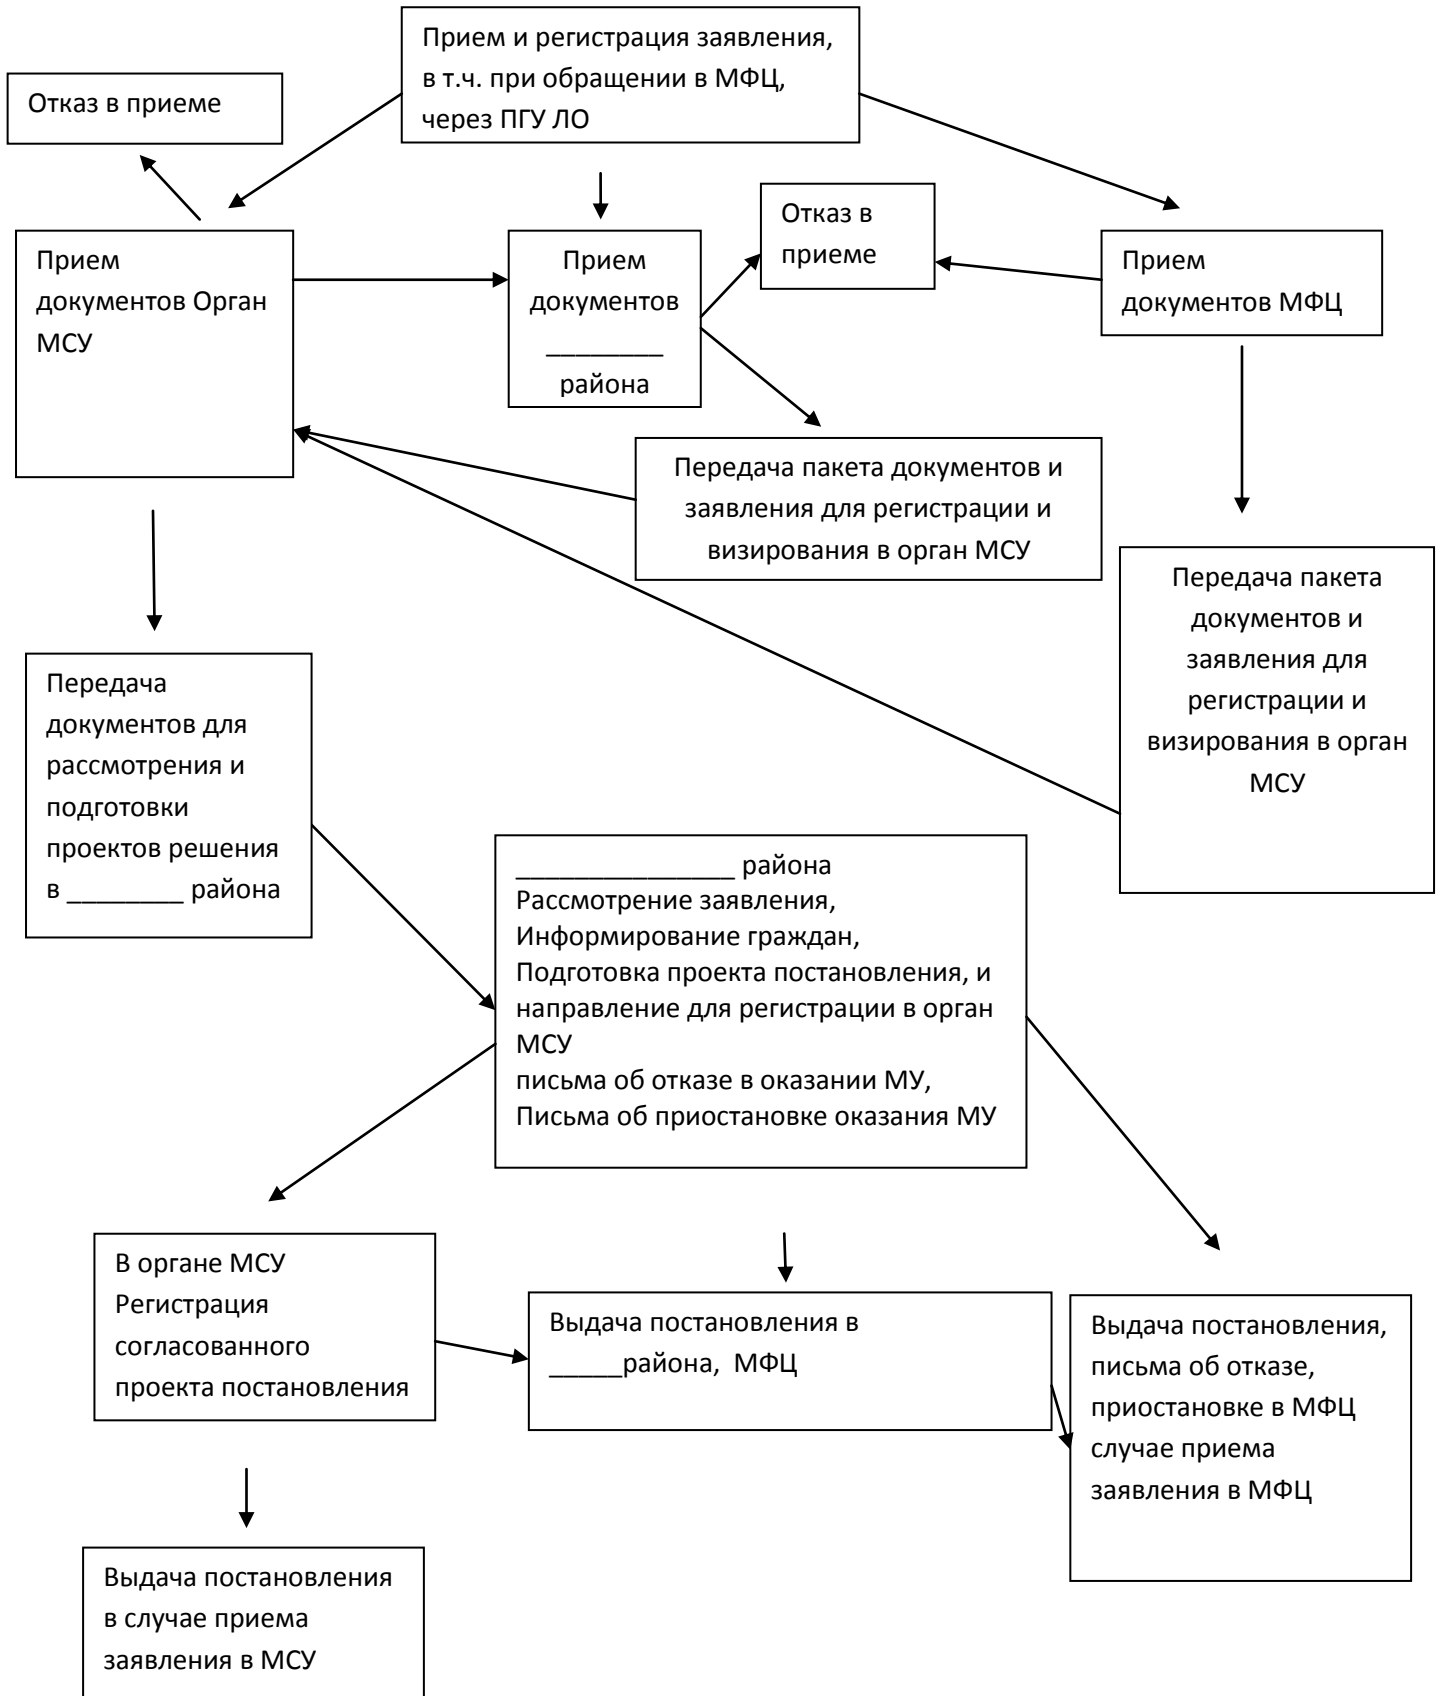 Прием и регистрация заявления,
в т.ч. при обращении в МФЦ,
через ПГУ ЛО
Отказ в приеме
Отказ в
приеме
Прием
документов Орган
МСУ
Прием
документов
________
района
Прием
документов МФЦ
Передача пакета документов и
заявления для регистрации и
визирования в орган МСУ
Передача пакета
документов и
заявления для
регистрации и
визирования в орган
МСУ
Передача
документов для
рассмотрения и
подготовки
проектов решения
в ________ района
_______________ района
Рассмотрение заявления,
Информирование граждан,
Подготовка проекта постановления, и
направление для регистрации в орган
МСУ
письма об отказе в оказании МУ,
Письма об приостановке оказания МУ
В органе МСУ
Регистрация
согласованного
проекта постановления
Выдача постановления в
_____района,  МФЦ
Выдача постановления,
письма об отказе,
приостановке в МФЦ
случае приема
заявления в МФЦ
Выдача постановления
в случае приема
заявления в МСУ